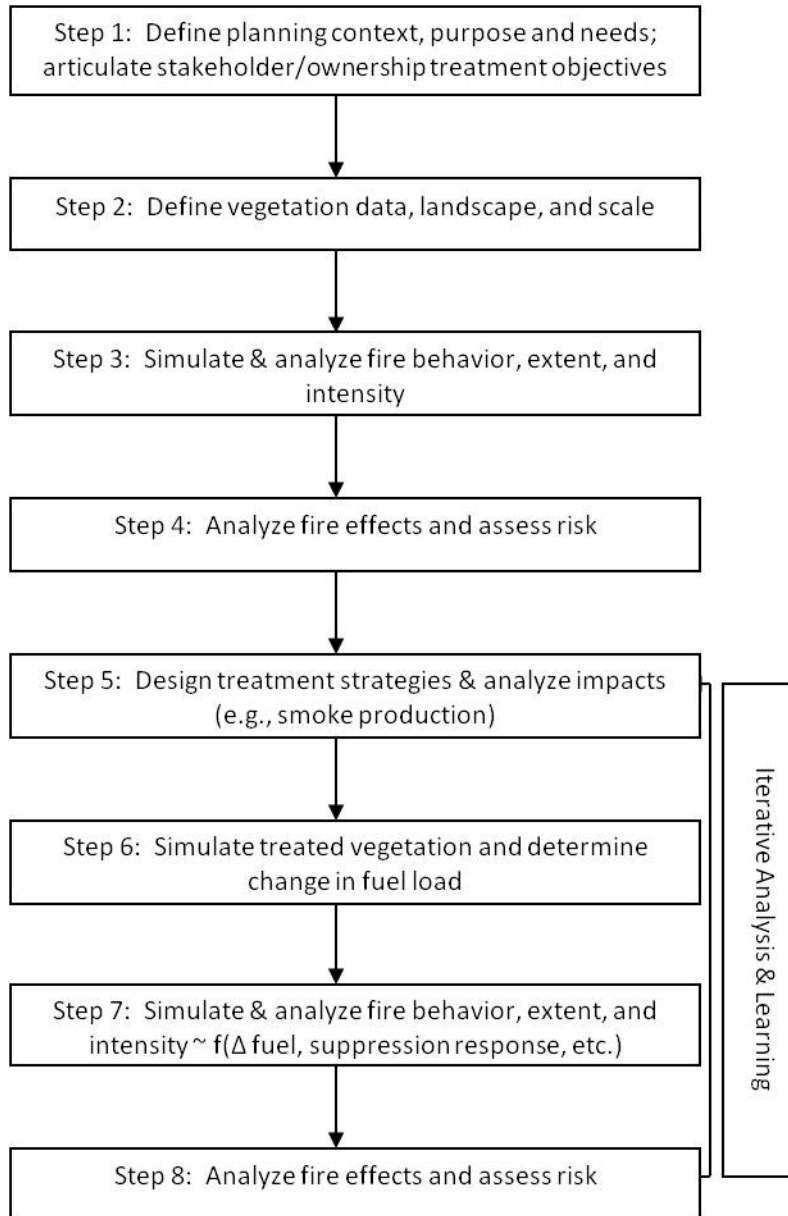 Step 1: Define planning context, purpose and needs;
articulate stakeholder/ownership treatment objectives
Step 2: Define vegetation data, landscape, and scale
Step 3: Simulate & analyze fire behavior, extent, and
intensity
Step 4: Analyze fire effects and assess risk
Step 5: Design treatment strategies & analyze impacts
(e.g., smoke production)
Step 6: Simulate treated vegetation and determine
change in fuel load
Step 7: Simulate & analyze fire behavior, extent, and
intensity ~ f(Δ fuel, suppression response, etc.)
Step 8: Analyze fire effects and assess risk
Iterative Analysis & Learning